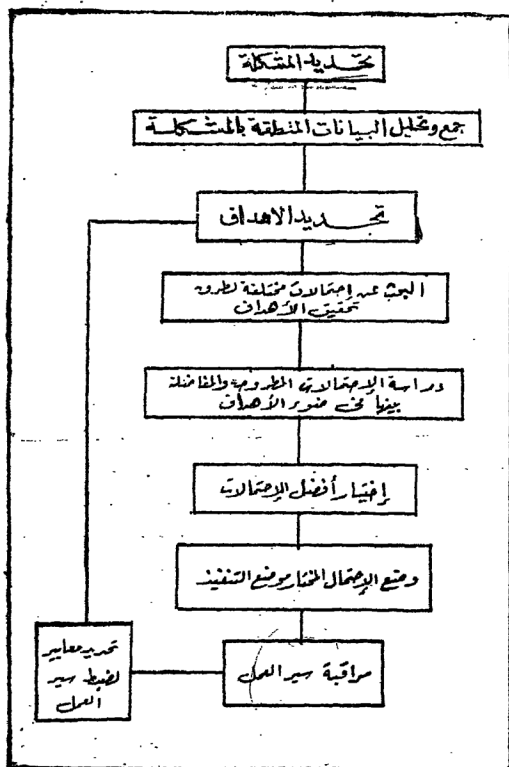 تحديد المشكلة
جمع وتحليل البيانات المتعلقة بالمشكلة
تحديد الأهداف
البحث عن إحتمالات مختلفة لطرق
تحقيق الأهداف
دراسة الإحتمالات المطروحة والمفاضلة
بينها في ضوء الأهداف
إختيار أفضل الإحتمالات
وضع الإحتمال المختار موضع التنفيذ
مراقبة سير العمل
تحديد معايير
لضبط سير
العمل